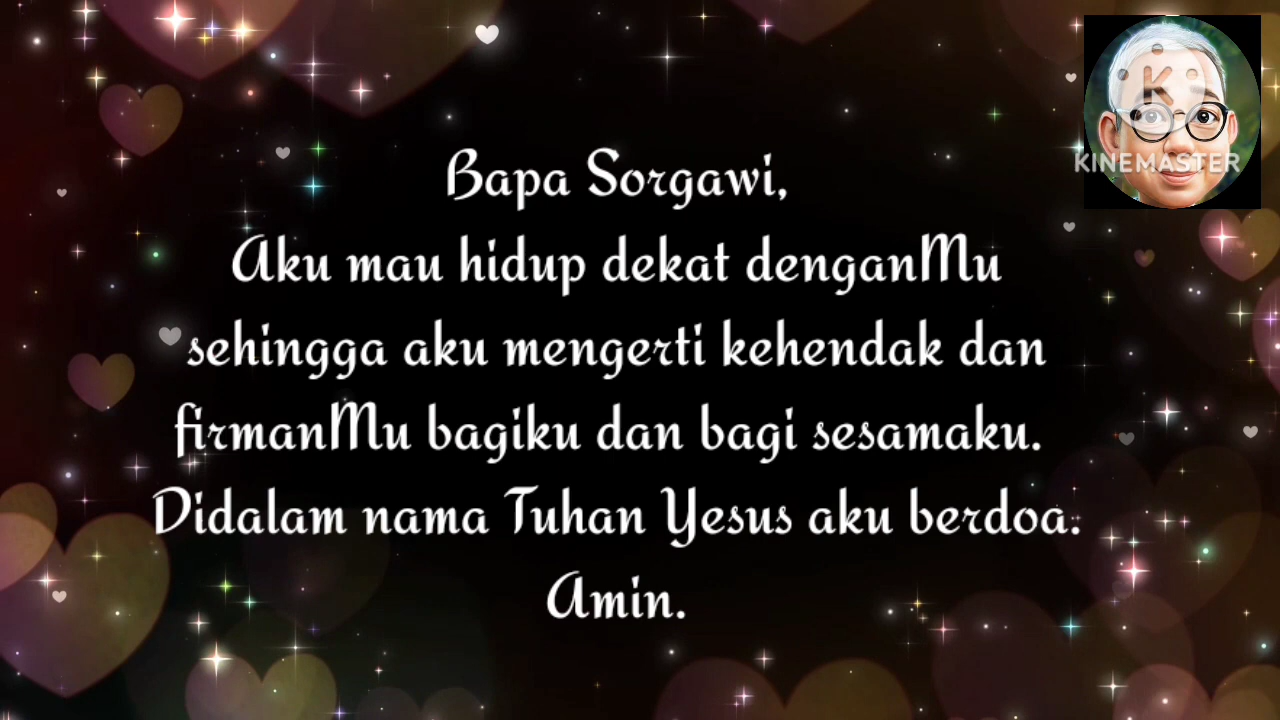 Bapa Sorgawi,
Aku mau hidup dekat denganMu
sehingga aku mengerti kehendak dan
firmanMu bagiku dan bagi sesamaku.
Didalam nama Tuhan Yesus aku berdoa.
Amin.
K
KINEMASTER